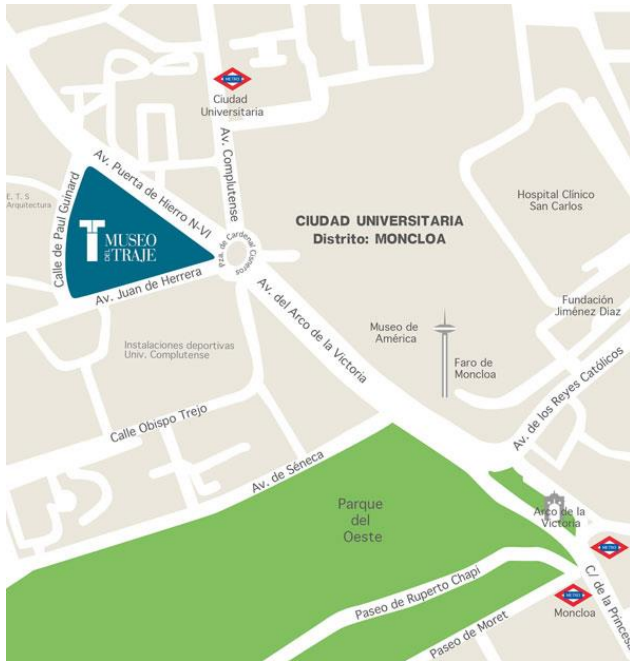 METRO
Ciudad
Universitaria
Av. Puerta de Hierro N-VI
Av. Complutense
E. T. S
Arquitectura
Calle de Paul Guinard
MUSEO
DEL
TRAJE
CIUDAD UNIVERSITARIA
Distrito: MONCLOA
Hospital Clínico
San Carlos
Pza. de Cardenal Cisneros
Av. Juan de Herrera
Av. del Arco de la Victoria
Fundación
Jiménez Díaz
Instalaciones deportivas
Univ. Complutense
Museo de
América
Faro de
Moncloa
Av. de los Reyes Católicos
Calle Obispo Trejo
Av. de Séneca
Parque
del
Oeste
Arco de la
Victoria
METRO
C/ de la Princesa
Paseo de Ruperto Chapi
METRO
Moncloa
Paseo de Moret